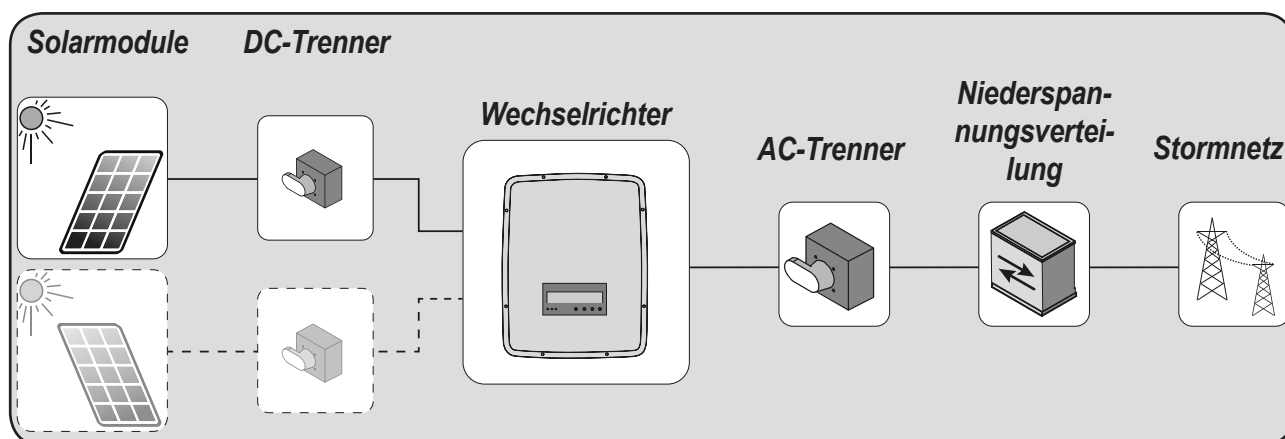 Solarmodule
DC-Trenner
Wechselrichter
AC-Trenner
Niederspan-
nungsvertei-
lung
Stormnetz